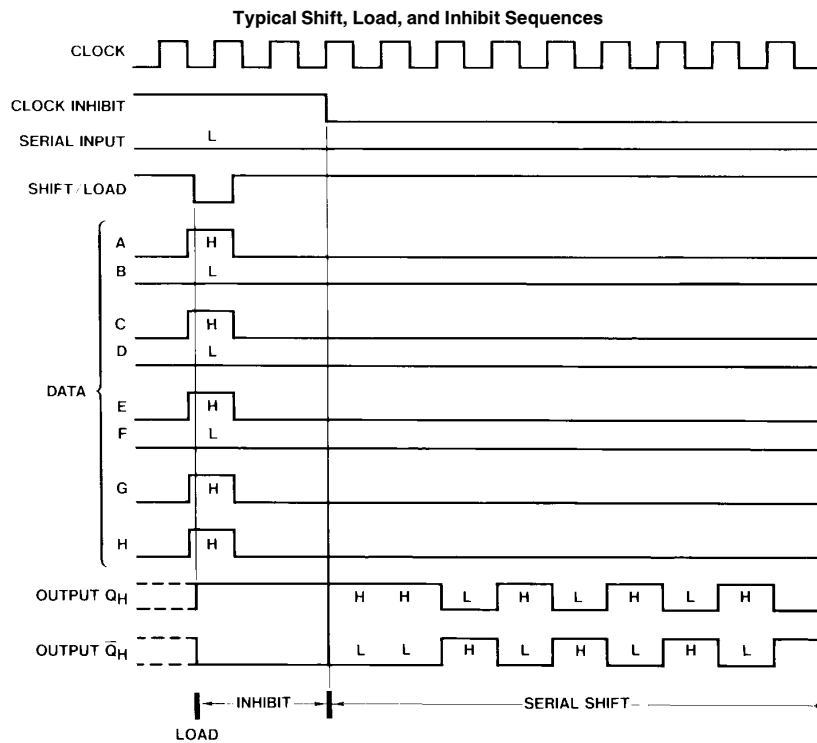 Typical Shift, Load, and Inhibit Sequences
CLOCK
CLOCK INHIBIT
SERIAL INPUT L
SHIFT/LOAD
DATA
A H
B L
C H
D L
E H
F L
G H
H H
OUTPUT QH H H L H L H L H
OUTPUT Q̅H L L H L H L H L
INHIBIT SERIAL SHIFT
LOAD